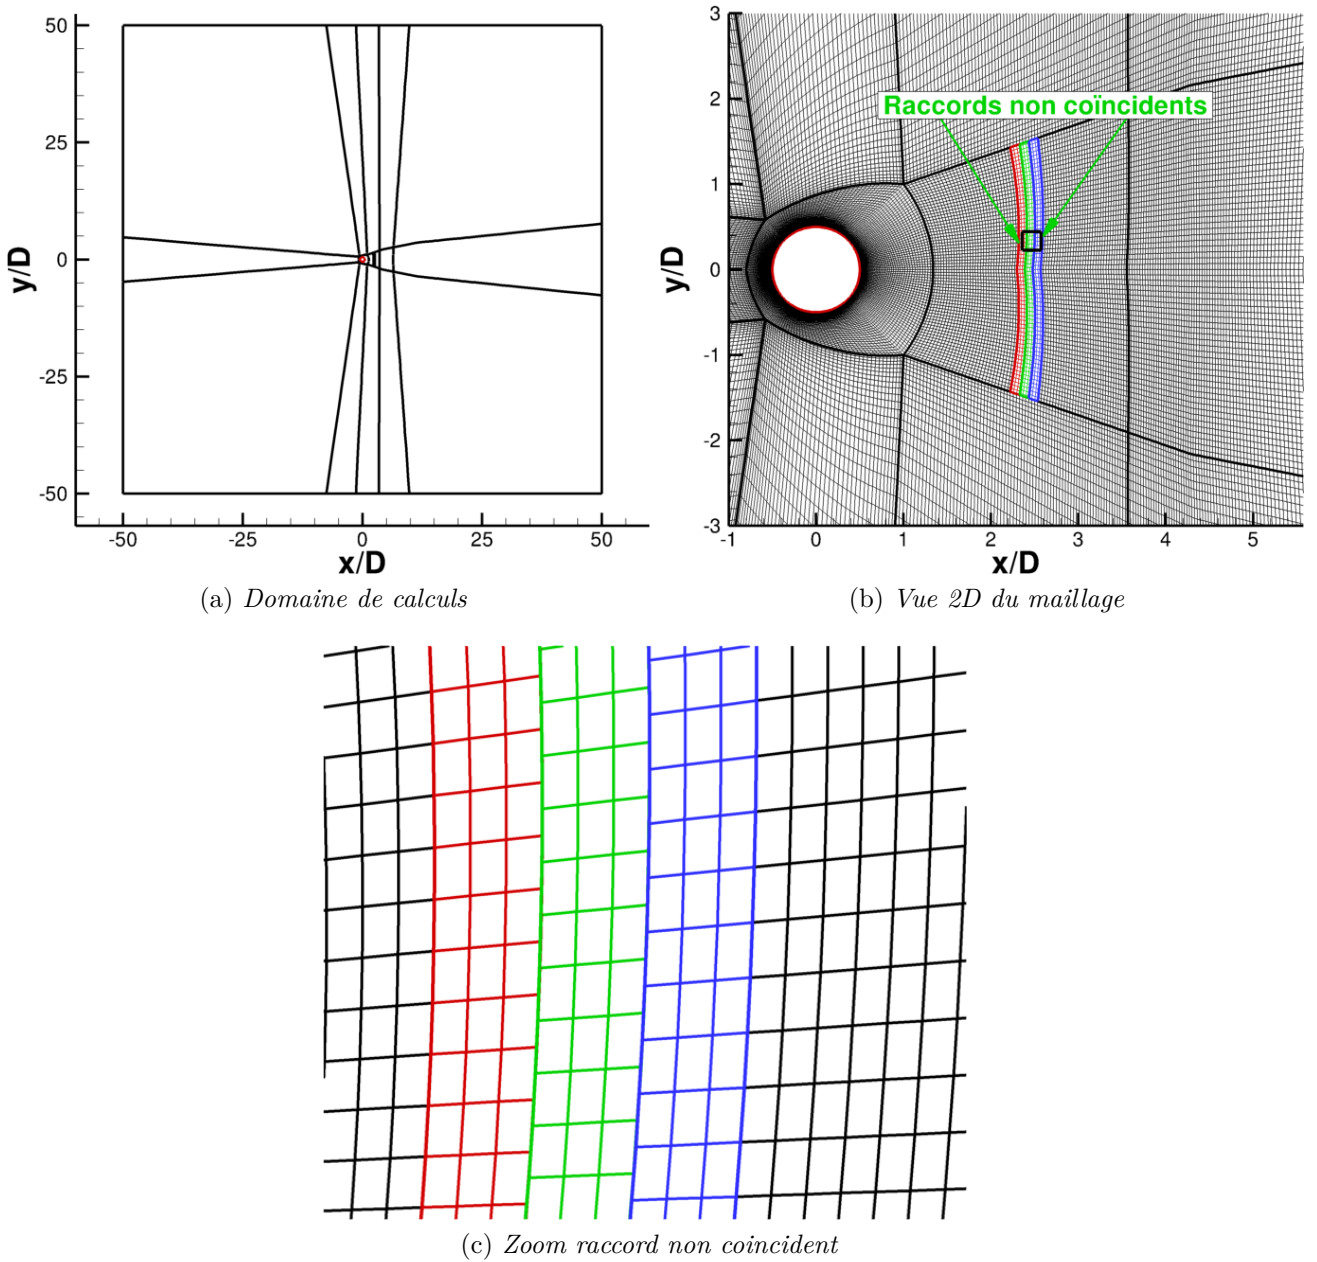 50
25
0
-25
-50
y/D
-50 -25 0 25 50
x/D
(a) Domaine de calculs
3
2
1
0
-1
-2
-3
y/D
Raccords non coïncidents
-1 0 1 2 3 4 5
x/D
(b) Vue 2D du maillage
(c) Zoom raccord non coincident